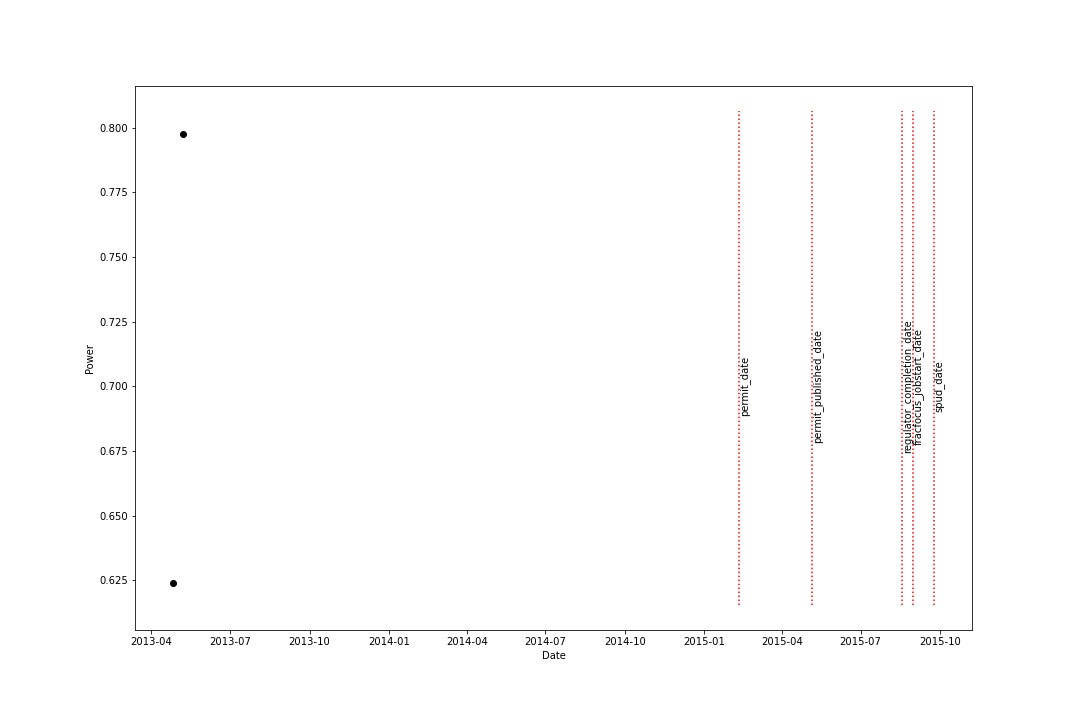 0.800
0.775
0.750
0.725
0.700
0.675
0.650
0.625
Power
permit_date
permit_published_date
regulator_completion_date
fracfocus_jobstart_date
spud_date
2013-04
2013-07
2013-10
2014-01
2014-04
2014-07
2014-10
2015-01
2015-04
2015-07
2015-10
Date